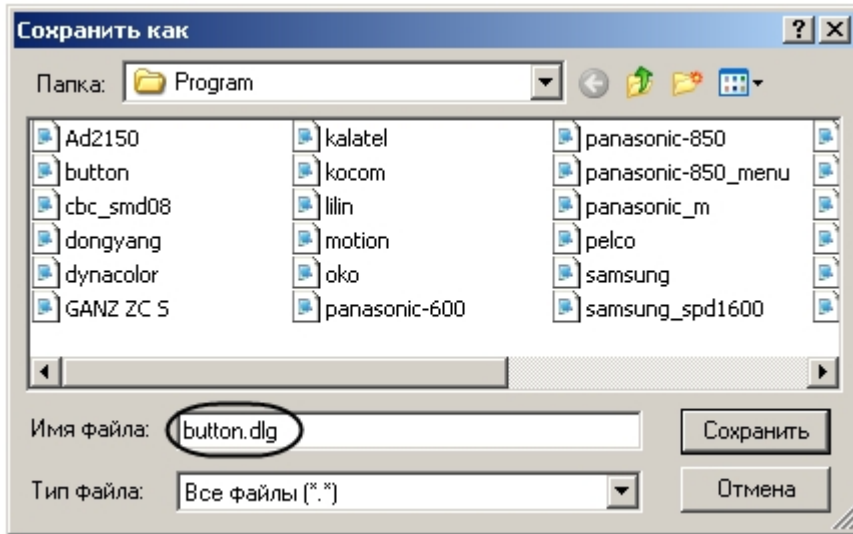 Сохранить как
Папка: Program
Ad2150 kalatel panasonic-850
button kocom panasonic-850_menu
cbc_smd08 lilin panasonic_m
dongyang motion pelco
dynacolor oko samsung
GANZ ZC S panasonic-600 samsung_spd1600
Имя файла: button.dlg Сохранить
Тип файла: Все файлы (*.*) Отмена